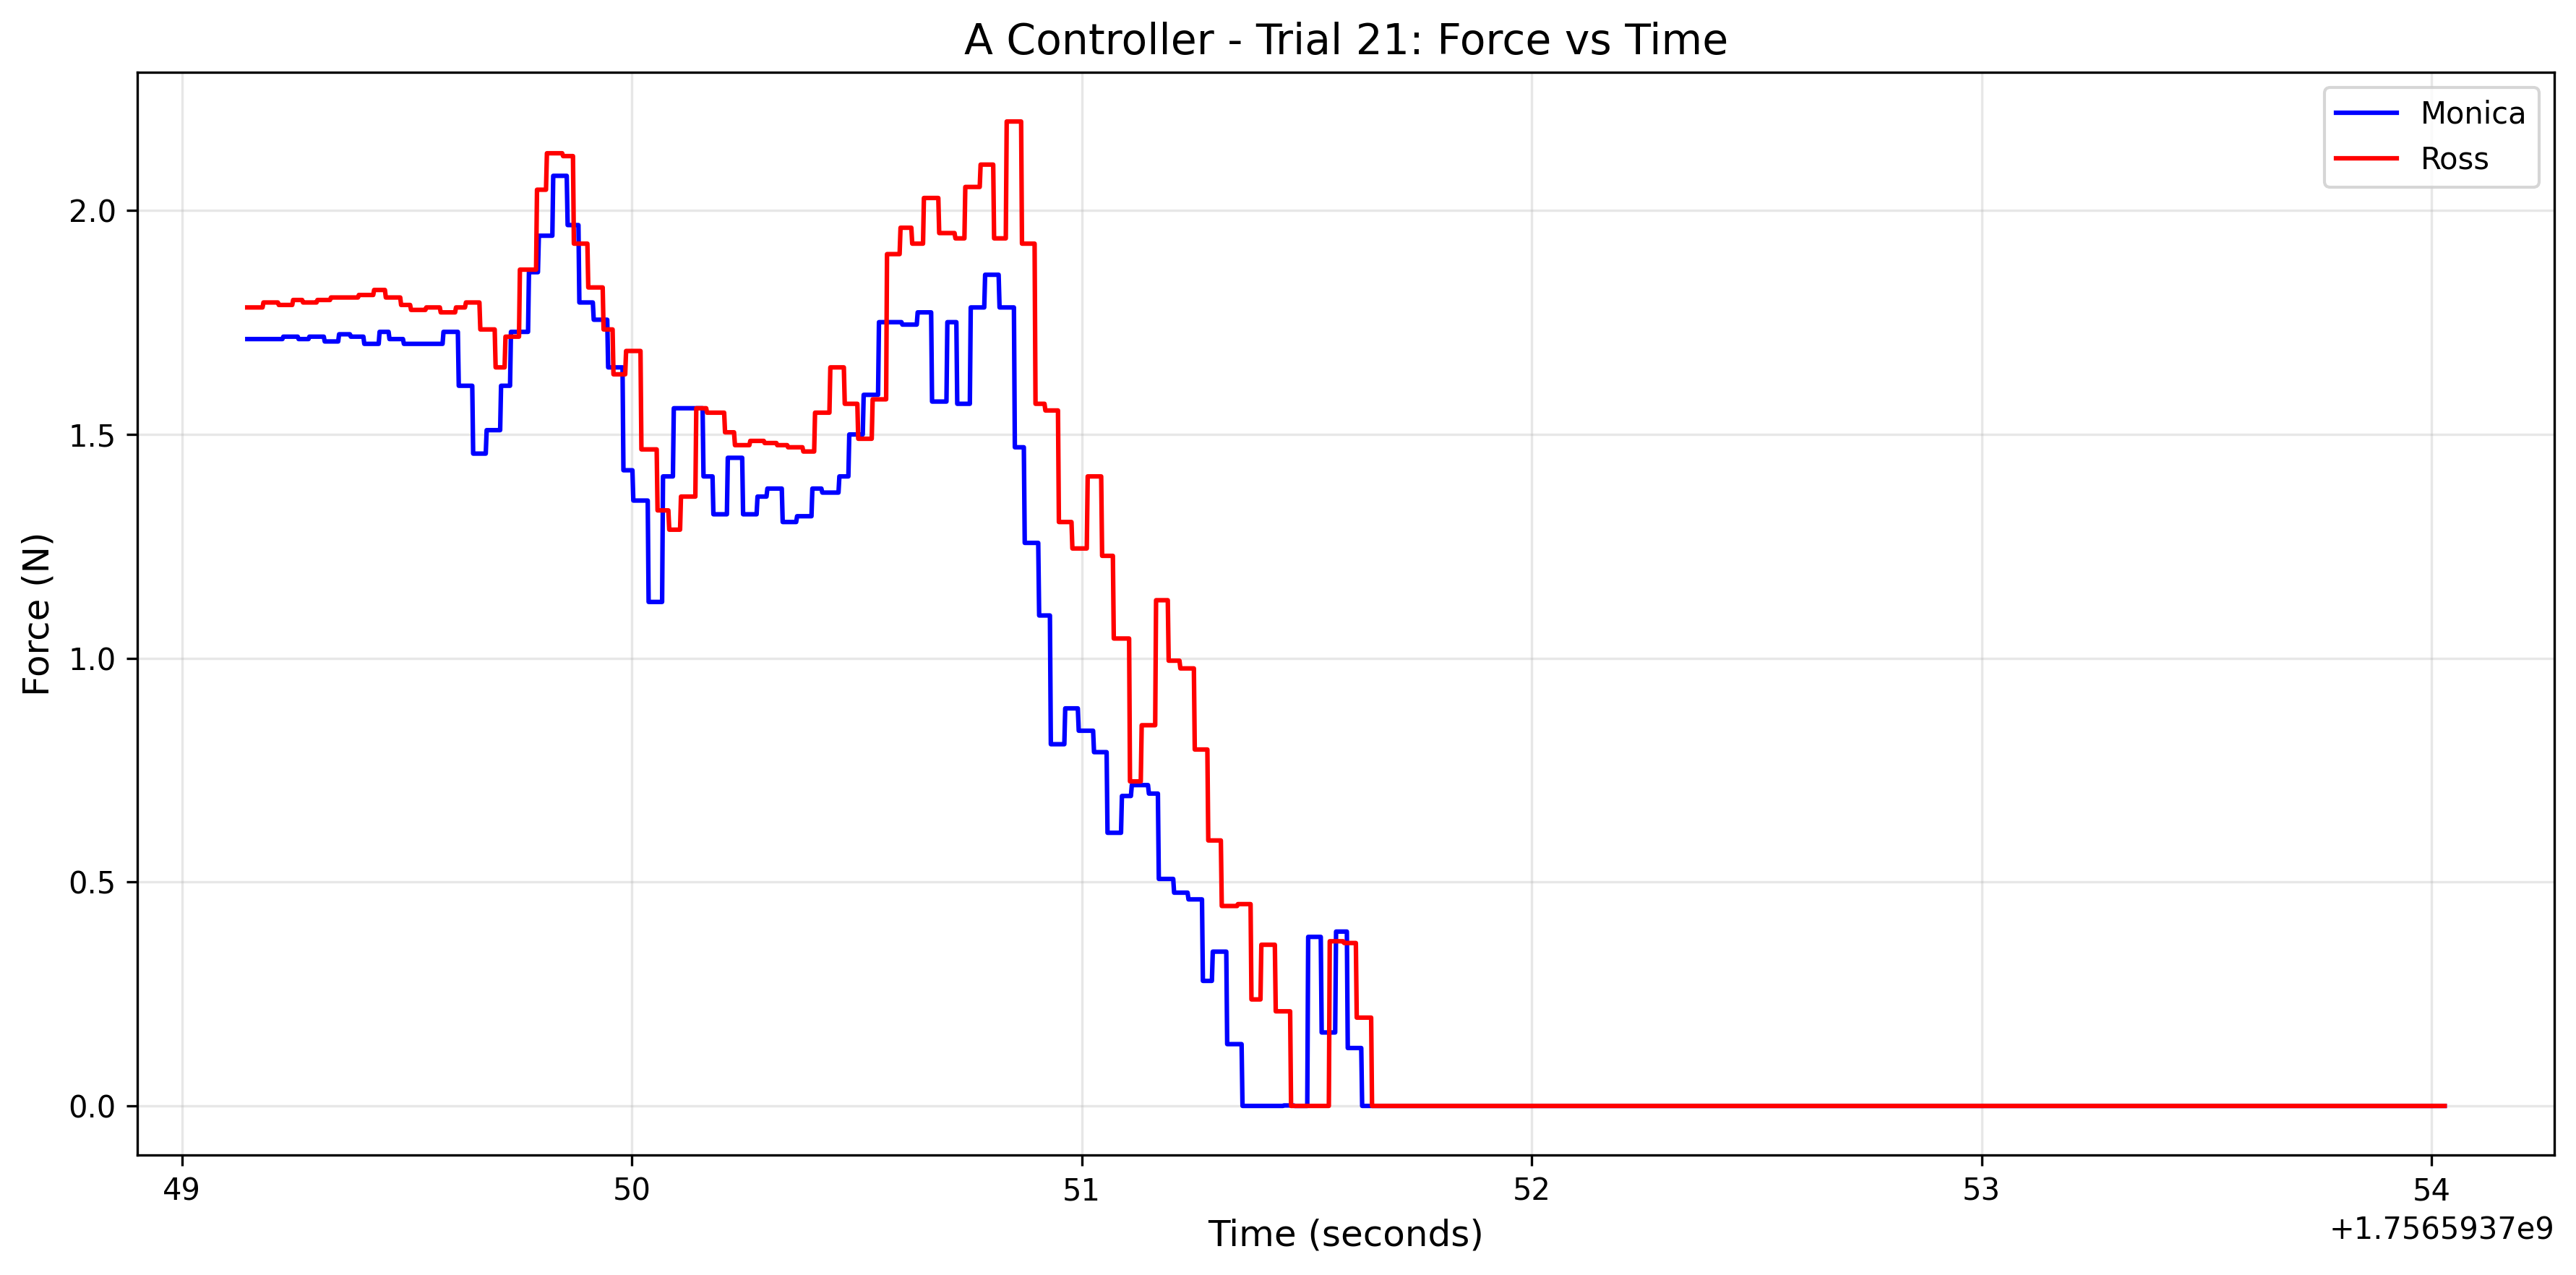 A Controller - Trial 21: Force vs Time
Monica
Ross
Force (N)
2.0
1.5
1.0
0.5
0.0
49 50 51 52 53 54
Time (seconds)
+1.7565937e9